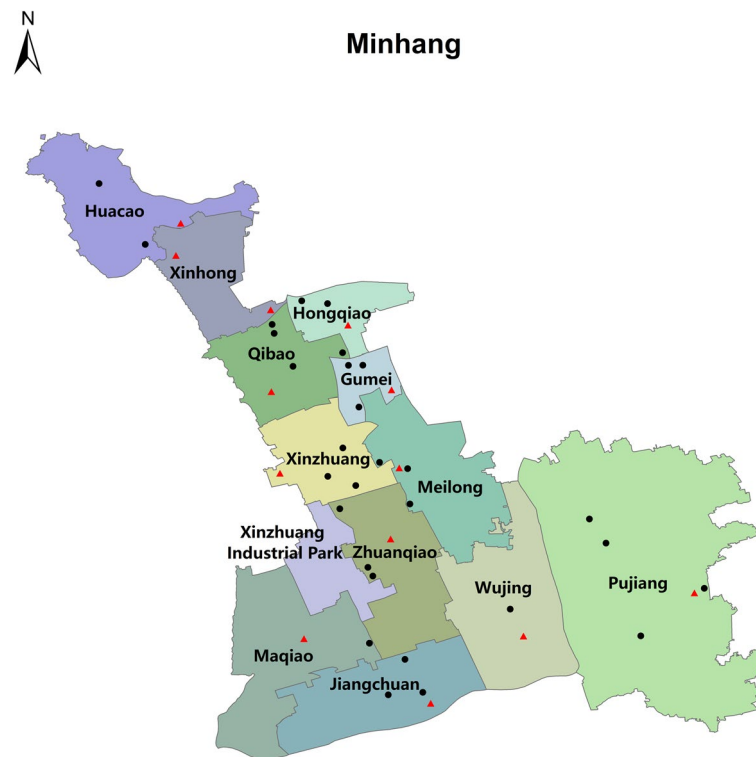 N
Minhang
Huacao
Xinhong
Hongqiao
Qibao
Gumei
Xinzhuang
Meilong
Xinzhuang
Industrial Park
Zhuanqiao
Wujing
Pujiang
Maqiao
Jiangchuan